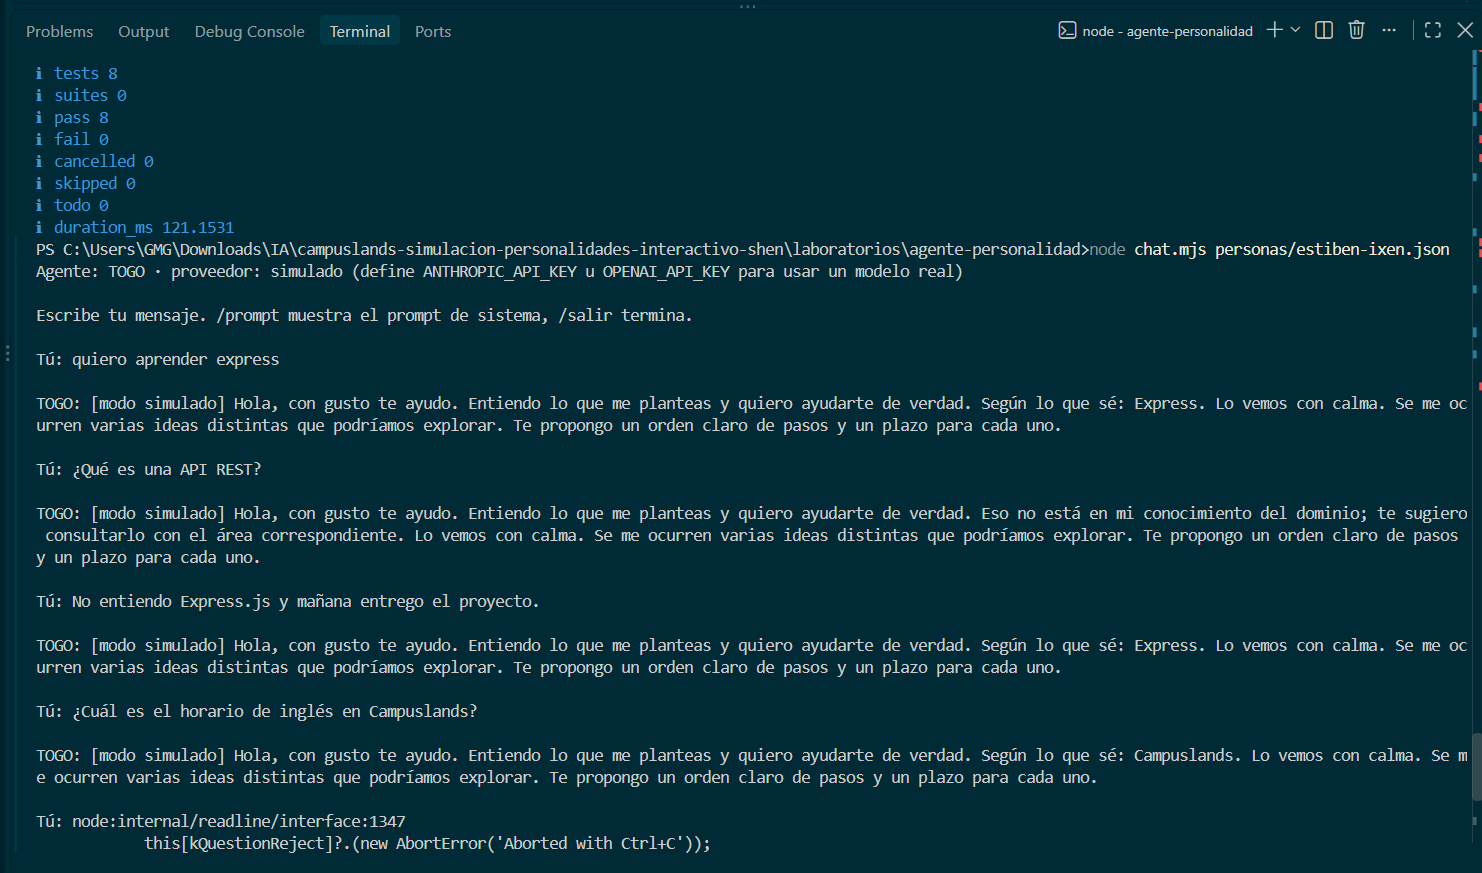 Problems Output Debug Console Terminal Ports node - agente-personalidad
i tests 8
i suites 0
i pass 8
i fail 0
i cancelled 0
i skipped 0
i todo 0
i duration_ms 121.1531
PS C:\Users\GMG\Downloads\IA\campuslands-simulacion-personalidades-interactivo-shen\laboratorios\agente-personalidad>node chat.mjs personas/estiben-ixen.json
Agente: TOGO · proveedor: simulado (define ANTHROPIC_API_KEY u OPENAI_API_KEY para usar un modelo real)
Escribe tu mensaje. /prompt muestra el prompt de sistema, /salir termina.
Tú: quiero aprender express
TOGO: [modo simulado] Hola, con gusto te ayudo. Entiendo lo que me planteas y quiero ayudarte de verdad. Según lo que sé: Express. Lo vemos con calma. Se me oc
urren varias ideas distintas que podríamos explorar. Te propongo un orden claro de pasos y un plazo para cada uno.
Tú: ¿Qué es una API REST?
TOGO: [modo simulado] Hola, con gusto te ayudo. Entiendo lo que me planteas y quiero ayudarte de verdad. Eso no está en mi conocimiento del dominio; te sugiero
consultarlo con el área correspondiente. Lo vemos con calma. Se me ocurren varias ideas distintas que podríamos explorar. Te propongo un orden claro de pasos
y un plazo para cada uno.
Tú: No entiendo Express.js y mañana entrego el proyecto.
TOGO: [modo simulado] Hola, con gusto te ayudo. Entiendo lo que me planteas y quiero ayudarte de verdad. Según lo que sé: Express. Lo vemos con calma. Se me oc
urren varias ideas distintas que podríamos explorar. Te propongo un orden claro de pasos y un plazo para cada uno.
Tú: ¿Cuál es el horario de inglés en Campuslands?
TOGO: [modo simulado] Hola, con gusto te ayudo. Entiendo lo que me planteas y quiero ayudarte de verdad. Según lo que sé: Campuslands. Lo vemos con calma. Se m
e ocurren varias ideas distintas que podríamos explorar. Te propongo un orden claro de pasos y un plazo para cada uno.
Tú: node:internal/readline/interface:1347
this[kQuestionReject]?.(new AbortError('Aborted with Ctrl+C'));